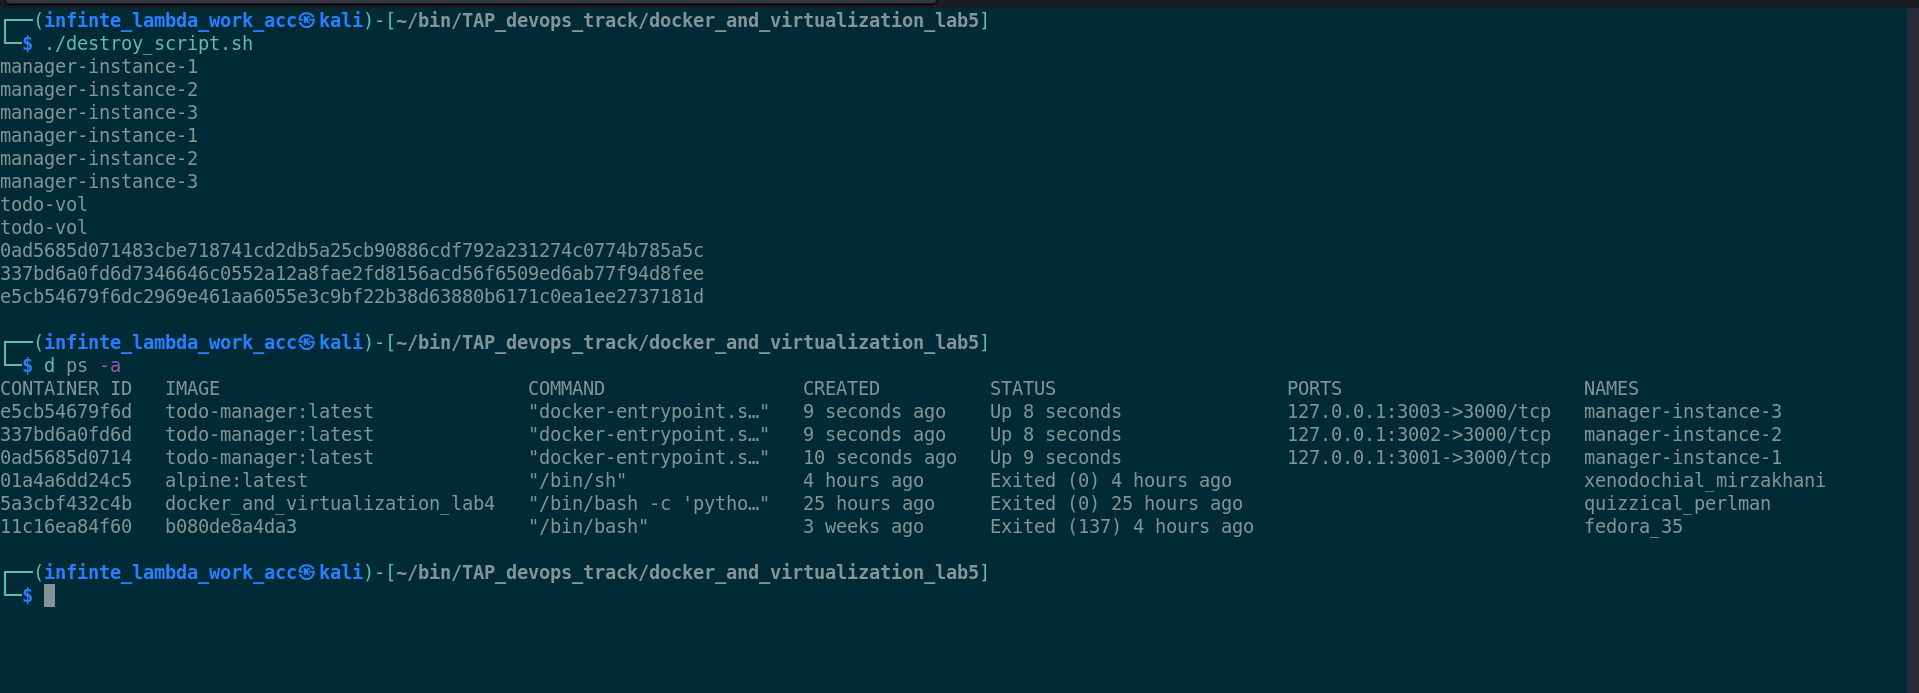 ┌──(infinte_lambda_work_acc㉿kali)-[~/bin/TAP_devops_track/docker_and_virtualization_lab5]
└─$ ./destroy_script.sh
manager-instance-1
manager-instance-2
manager-instance-3
manager-instance-1
manager-instance-2
manager-instance-3
todo-vol
todo-vol
0ad5685d071483cbe718741cd2db5a25cb90886cdf792a231274c0774b785a5c
337bd6a0fd6d7346646c0552a12a8fae2fd8156acd56f6509ed6ab77f94d8fee
e5cb54679f6dc2969e461aa6055e3c9bf22b38d63880b6171c0ea1ee2737181d
┌──(infinte_lambda_work_acc㉿kali)-[~/bin/TAP_devops_track/docker_and_virtualization_lab5]
└─$ d ps -a
CONTAINER ID   IMAGE                            COMMAND                  CREATED          STATUS                     PORTS                      NAMES
e5cb54679f6d   todo-manager:latest              "docker-entrypoint.s…"   9 seconds ago    Up 8 seconds               127.0.0.1:3003->3000/tcp   manager-instance-3
337bd6a0fd6d   todo-manager:latest              "docker-entrypoint.s…"   9 seconds ago    Up 8 seconds               127.0.0.1:3002->3000/tcp   manager-instance-2
0ad5685d0714   todo-manager:latest              "docker-entrypoint.s…"   10 seconds ago   Up 9 seconds               127.0.0.1:3001->3000/tcp   manager-instance-1
01a4a6dd24c5   alpine:latest                    "/bin/sh"                4 hours ago      Exited (0) 4 hours ago                                xenodochial_mirzakhani
5a3cbf432c4b   docker_and_virtualization_lab4   "/bin/bash -c 'pytho…"   25 hours ago     Exited (0) 25 hours ago                               quizzical_perlman
11c16ea84f60   b080de8a4da3                     "/bin/bash"              3 weeks ago      Exited (137) 4 hours ago                              fedora_35
┌──(infinte_lambda_work_acc㉿kali)-[~/bin/TAP_devops_track/docker_and_virtualization_lab5]
└─$